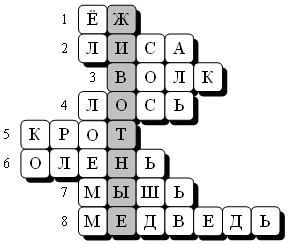 1 ЁЖ
2 ЛИСА
3 ВОЛК
4 ЛОСЬ
5 КРОТ
6 ОЛЕНЬ
7 МЫШЬ
8 МЕДВЕДЬ